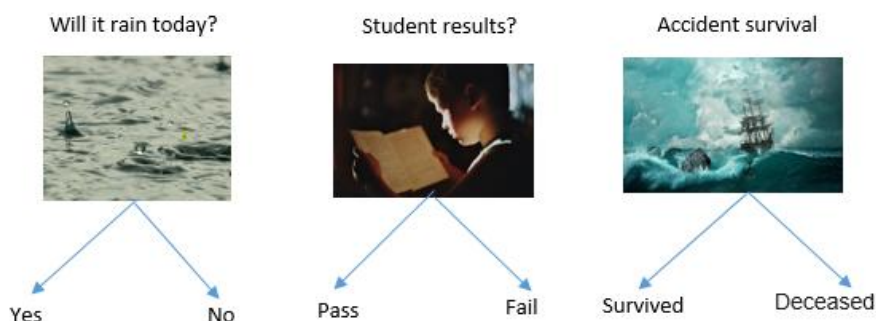 Will it rain today?
Student results?
Accident survival
Yes
No
Pass
Fail
Survived
Deceased